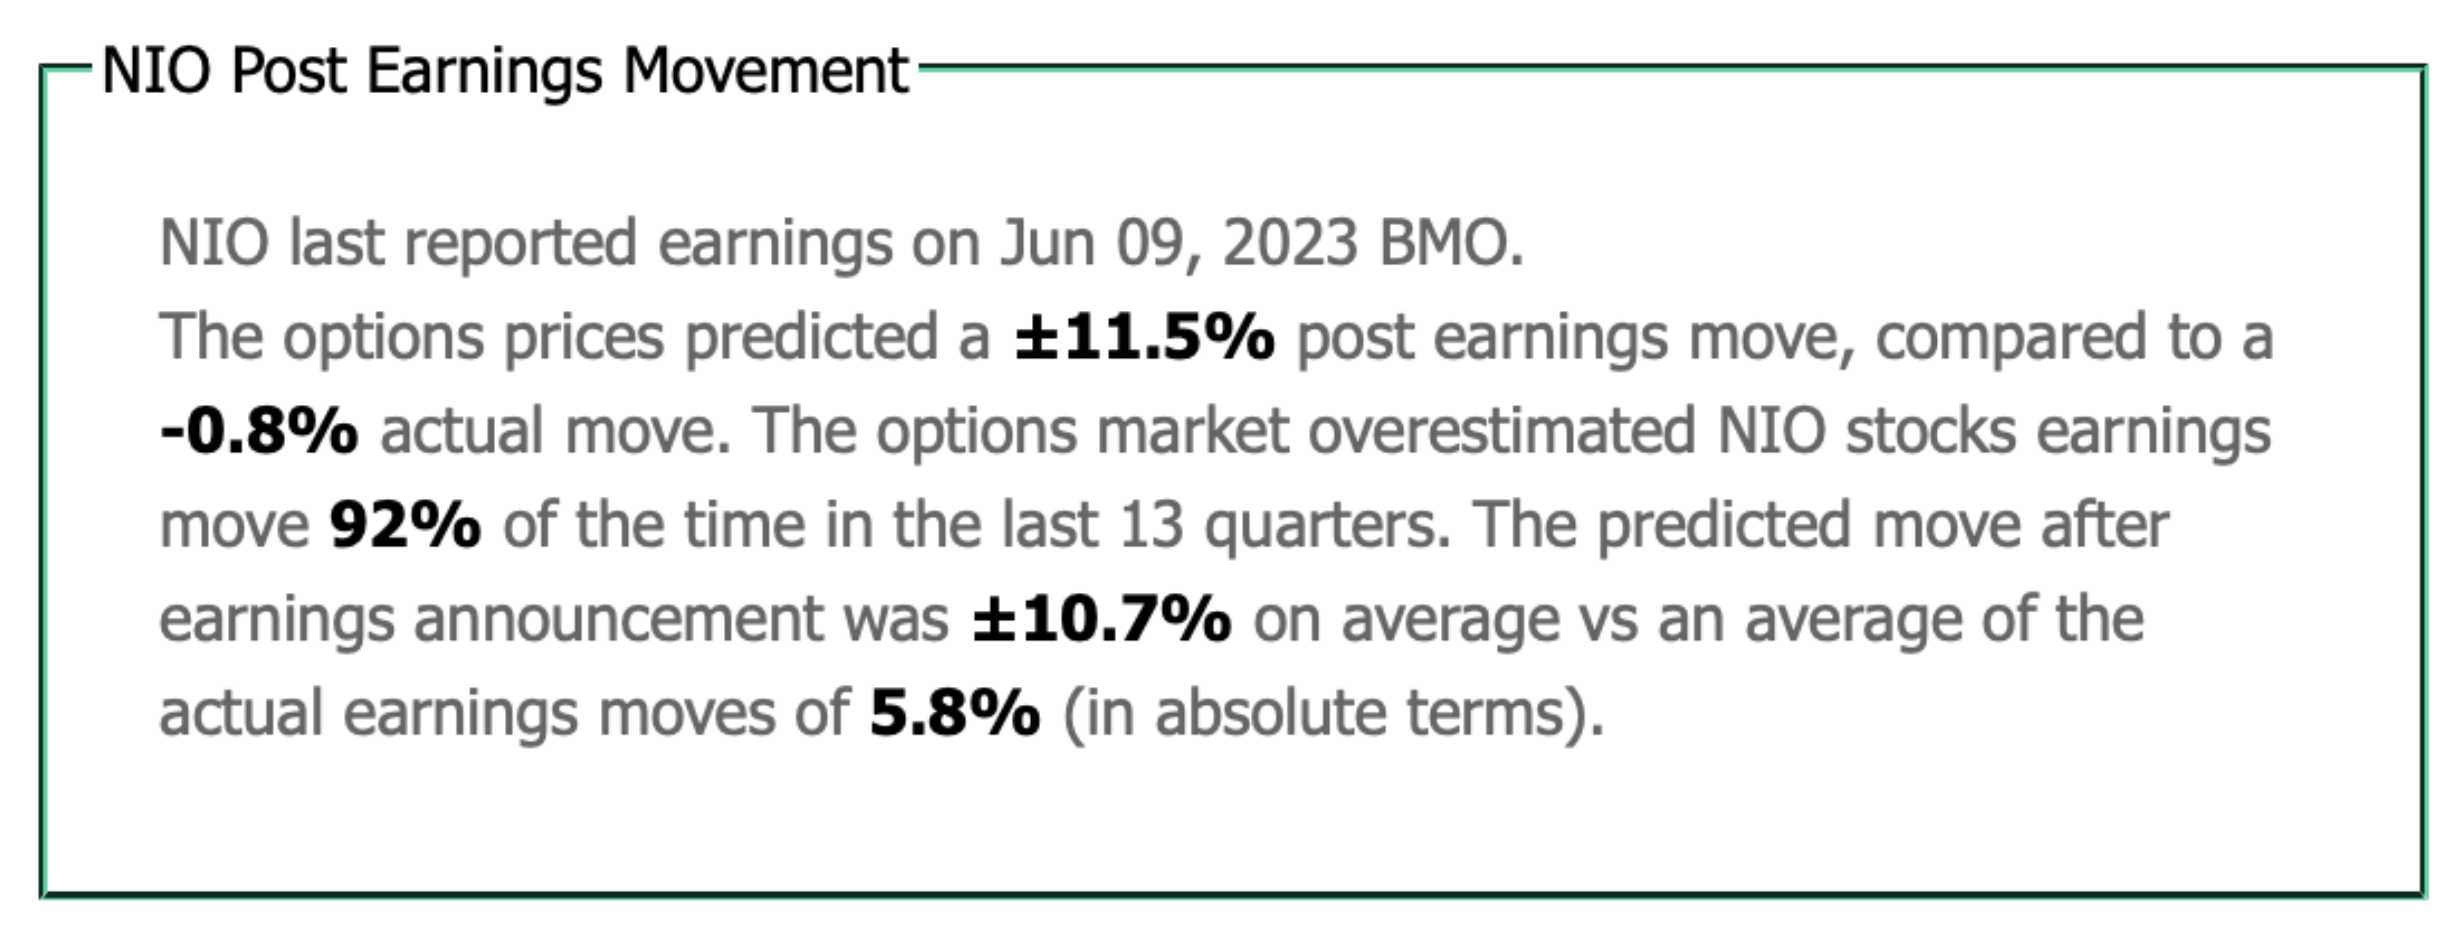 NIO Post Earnings Movement
NIO last reported earnings on Jun 09, 2023 BMO.
The options prices predicted a ±11.5% post earnings move, compared to a
-0.8% actual move. The options market overestimated NIO stocks earnings
move 92% of the time in the last 13 quarters. The predicted move after
earnings announcement was ±10.7% on average vs an average of the
actual earnings moves of 5.8% (in absolute terms).